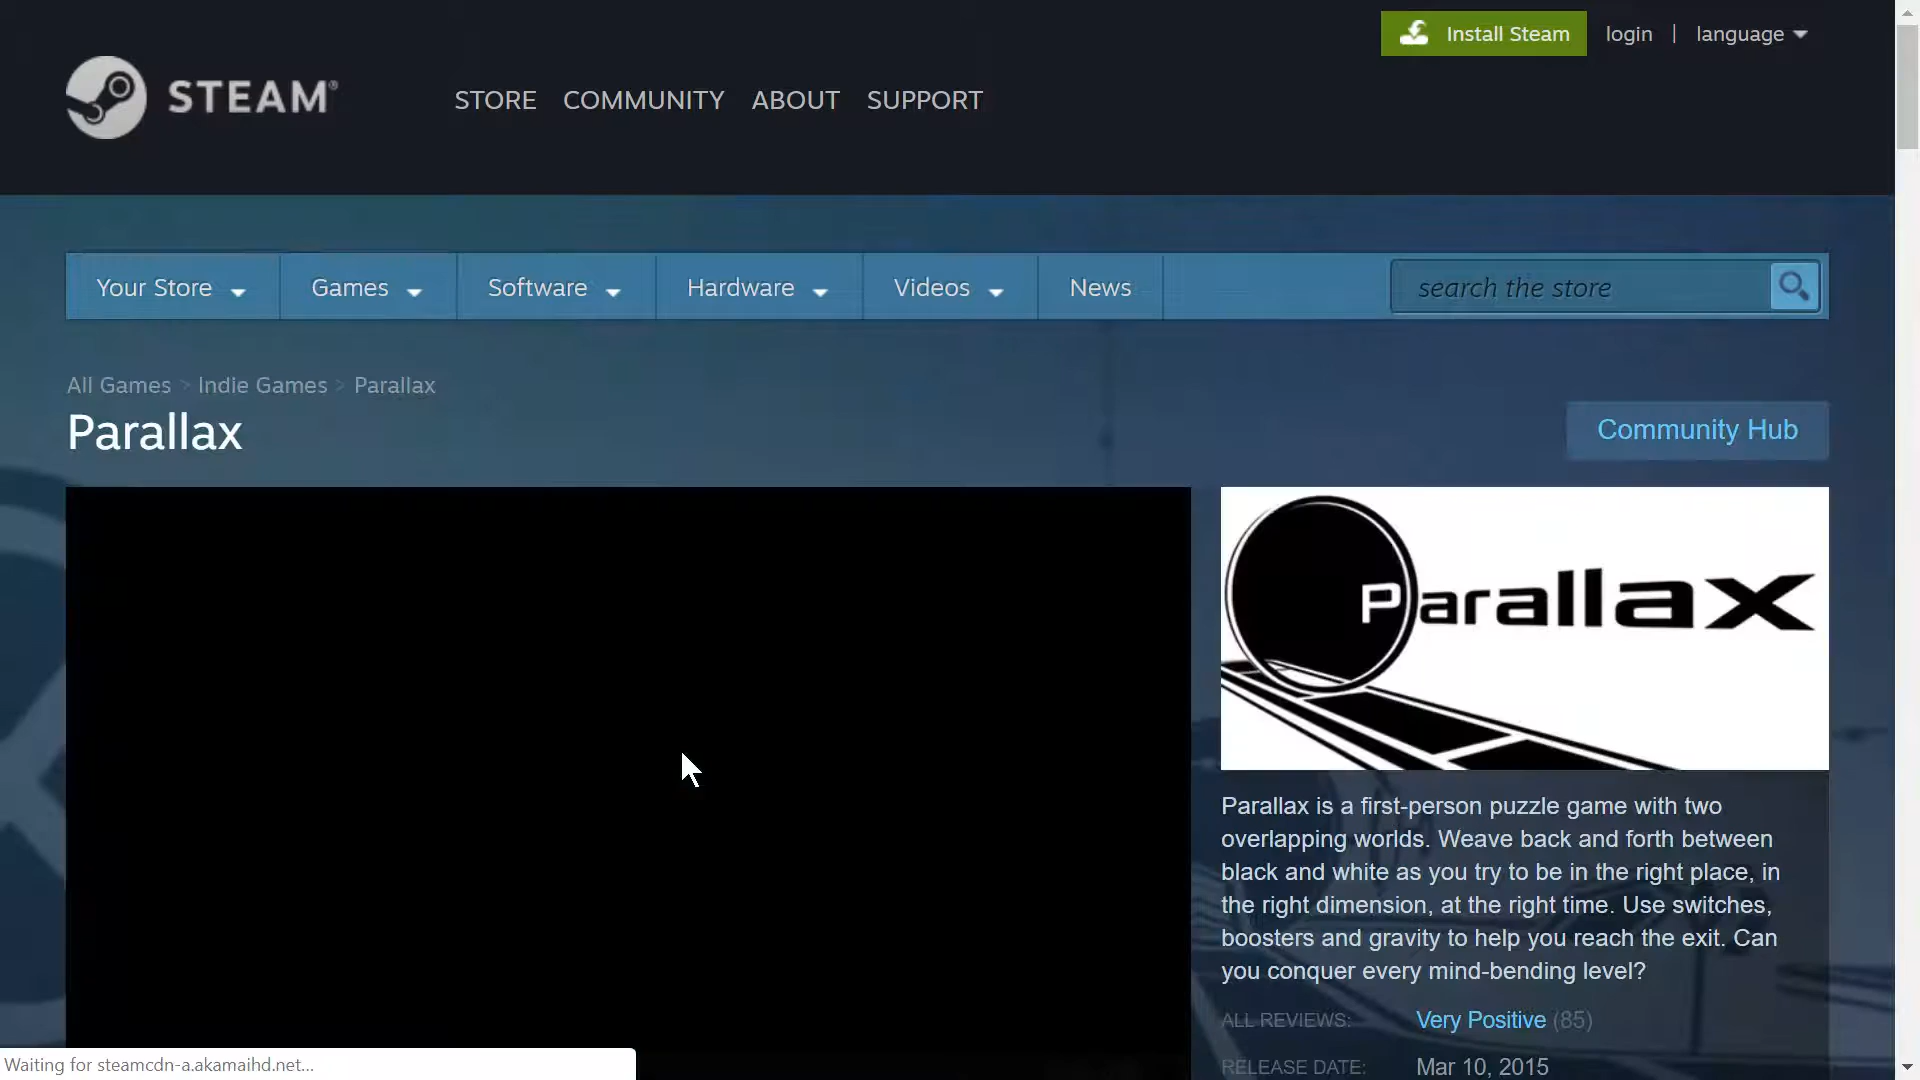 Install Steam login | language
STEAM®
STORE COMMUNITY ABOUT SUPPORT
Your Store Games Software Hardware Videos News search the store
All Games > Indie Games > Parallax
Parallax
Community Hub
Parallax
Parallax is a first-person puzzle game with two
overlapping worlds. Weave back and forth between
black and white as you try to be in the right place, in
the right dimension, at the right time. Use switches,
boosters and gravity to help you reach the exit. Can
you conquer every mind-bending level?
ALL REVIEWS: Very Positive (85)
RELEASE DATE: Mar 10, 2015
Waiting for steamcdn-a.akamaihd.net...